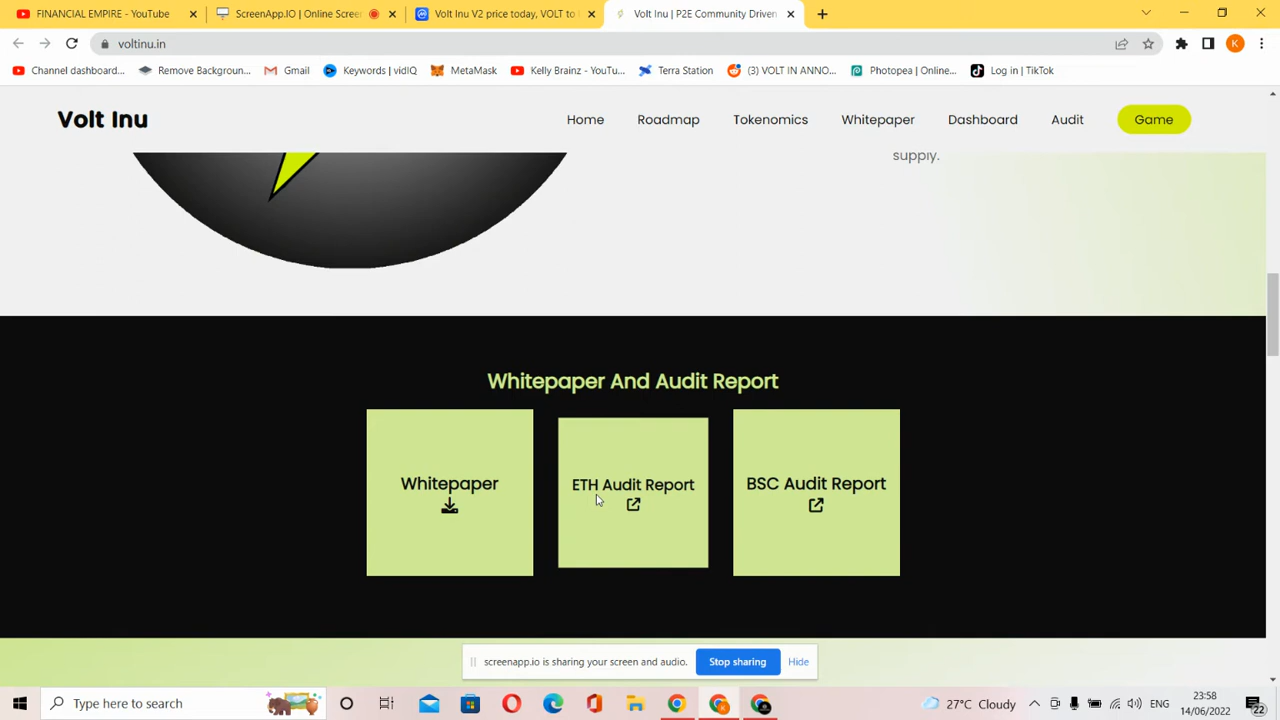 FINANCIAL EMPIRE - YouTube
ScreenApp.IO | Online Scree
Volt Inu V2 price today, VOLT to
Volt Inu | P2E Community Driven
voltinu.in
K
Channel dashboard...
Remove Backgroun...
Gmail
Keywords | vidIQ
MetaMask
Kelly Brainz - YouTu...
Terra Station
(3) VOLT IN ANNO...
Photopea | Online...
Log in | TikTok
Volt Inu
Home
Roadmap
Tokenomics
Whitepaper
Dashboard
Audit
Game
supply.
Whitepaper And Audit Report
Whitepaper
ETH Audit Report
BSC Audit Report
screenapp.io is sharing your screen and audio.
Stop sharing
Hide
Type here to search
27°C Cloudy
ENG
23:58
14/06/2022
22